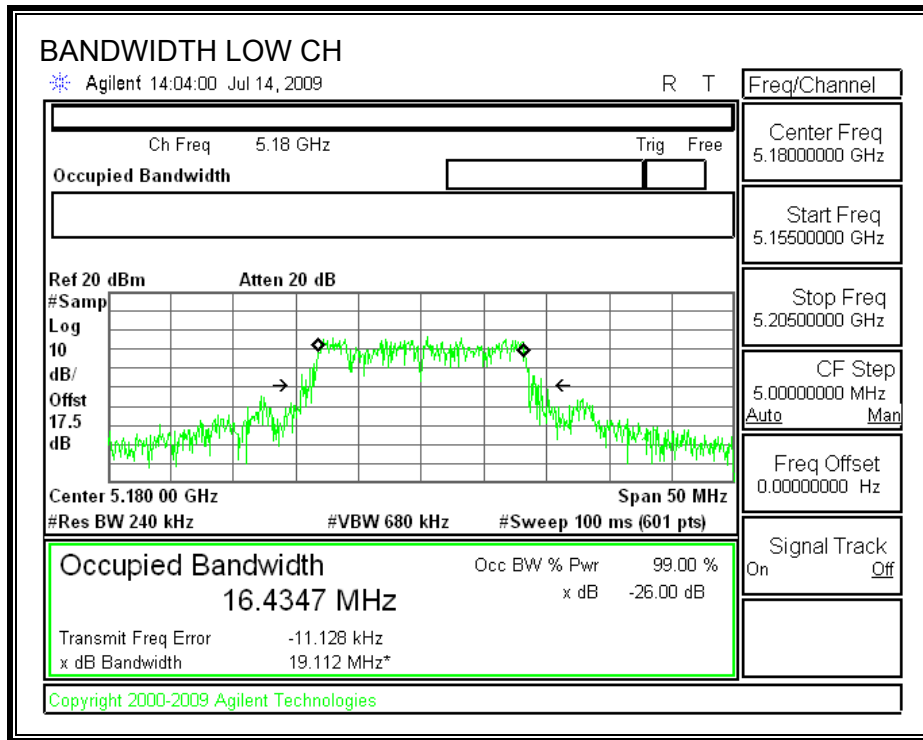 BANDWIDTH LOW CH
Agilent 14:04:00 Jul 14, 2009 R T
Freq/Channel
Ch Freq 5.18 GHz Trig Free
Occupied Bandwidth
Center Freq
5.18000000 GHz
Start Freq
5.15500000 GHz
Stop Freq
5.20500000 GHz
CF Step
5.00000000 MHz
Auto Man
Freq Offset
0.00000000 Hz
Signal Track
On Off
Ref 20 dBm Atten 20 dB
#Samp
Log
10
dB/
Offst
17.5
dB
Center 5.180 00 GHz Span 50 MHz
#Res BW 240 kHz #VBW 680 kHz #Sweep 100 ms (601 pts)
Occupied Bandwidth Occ BW % Pwr 99.00 %
16.4347 MHz x dB -26.00 dB
Transmit Freq Error -11.128 kHz
x dB Bandwidth 19.112 MHz*
Copyright 2000-2009 Agilent Technologies